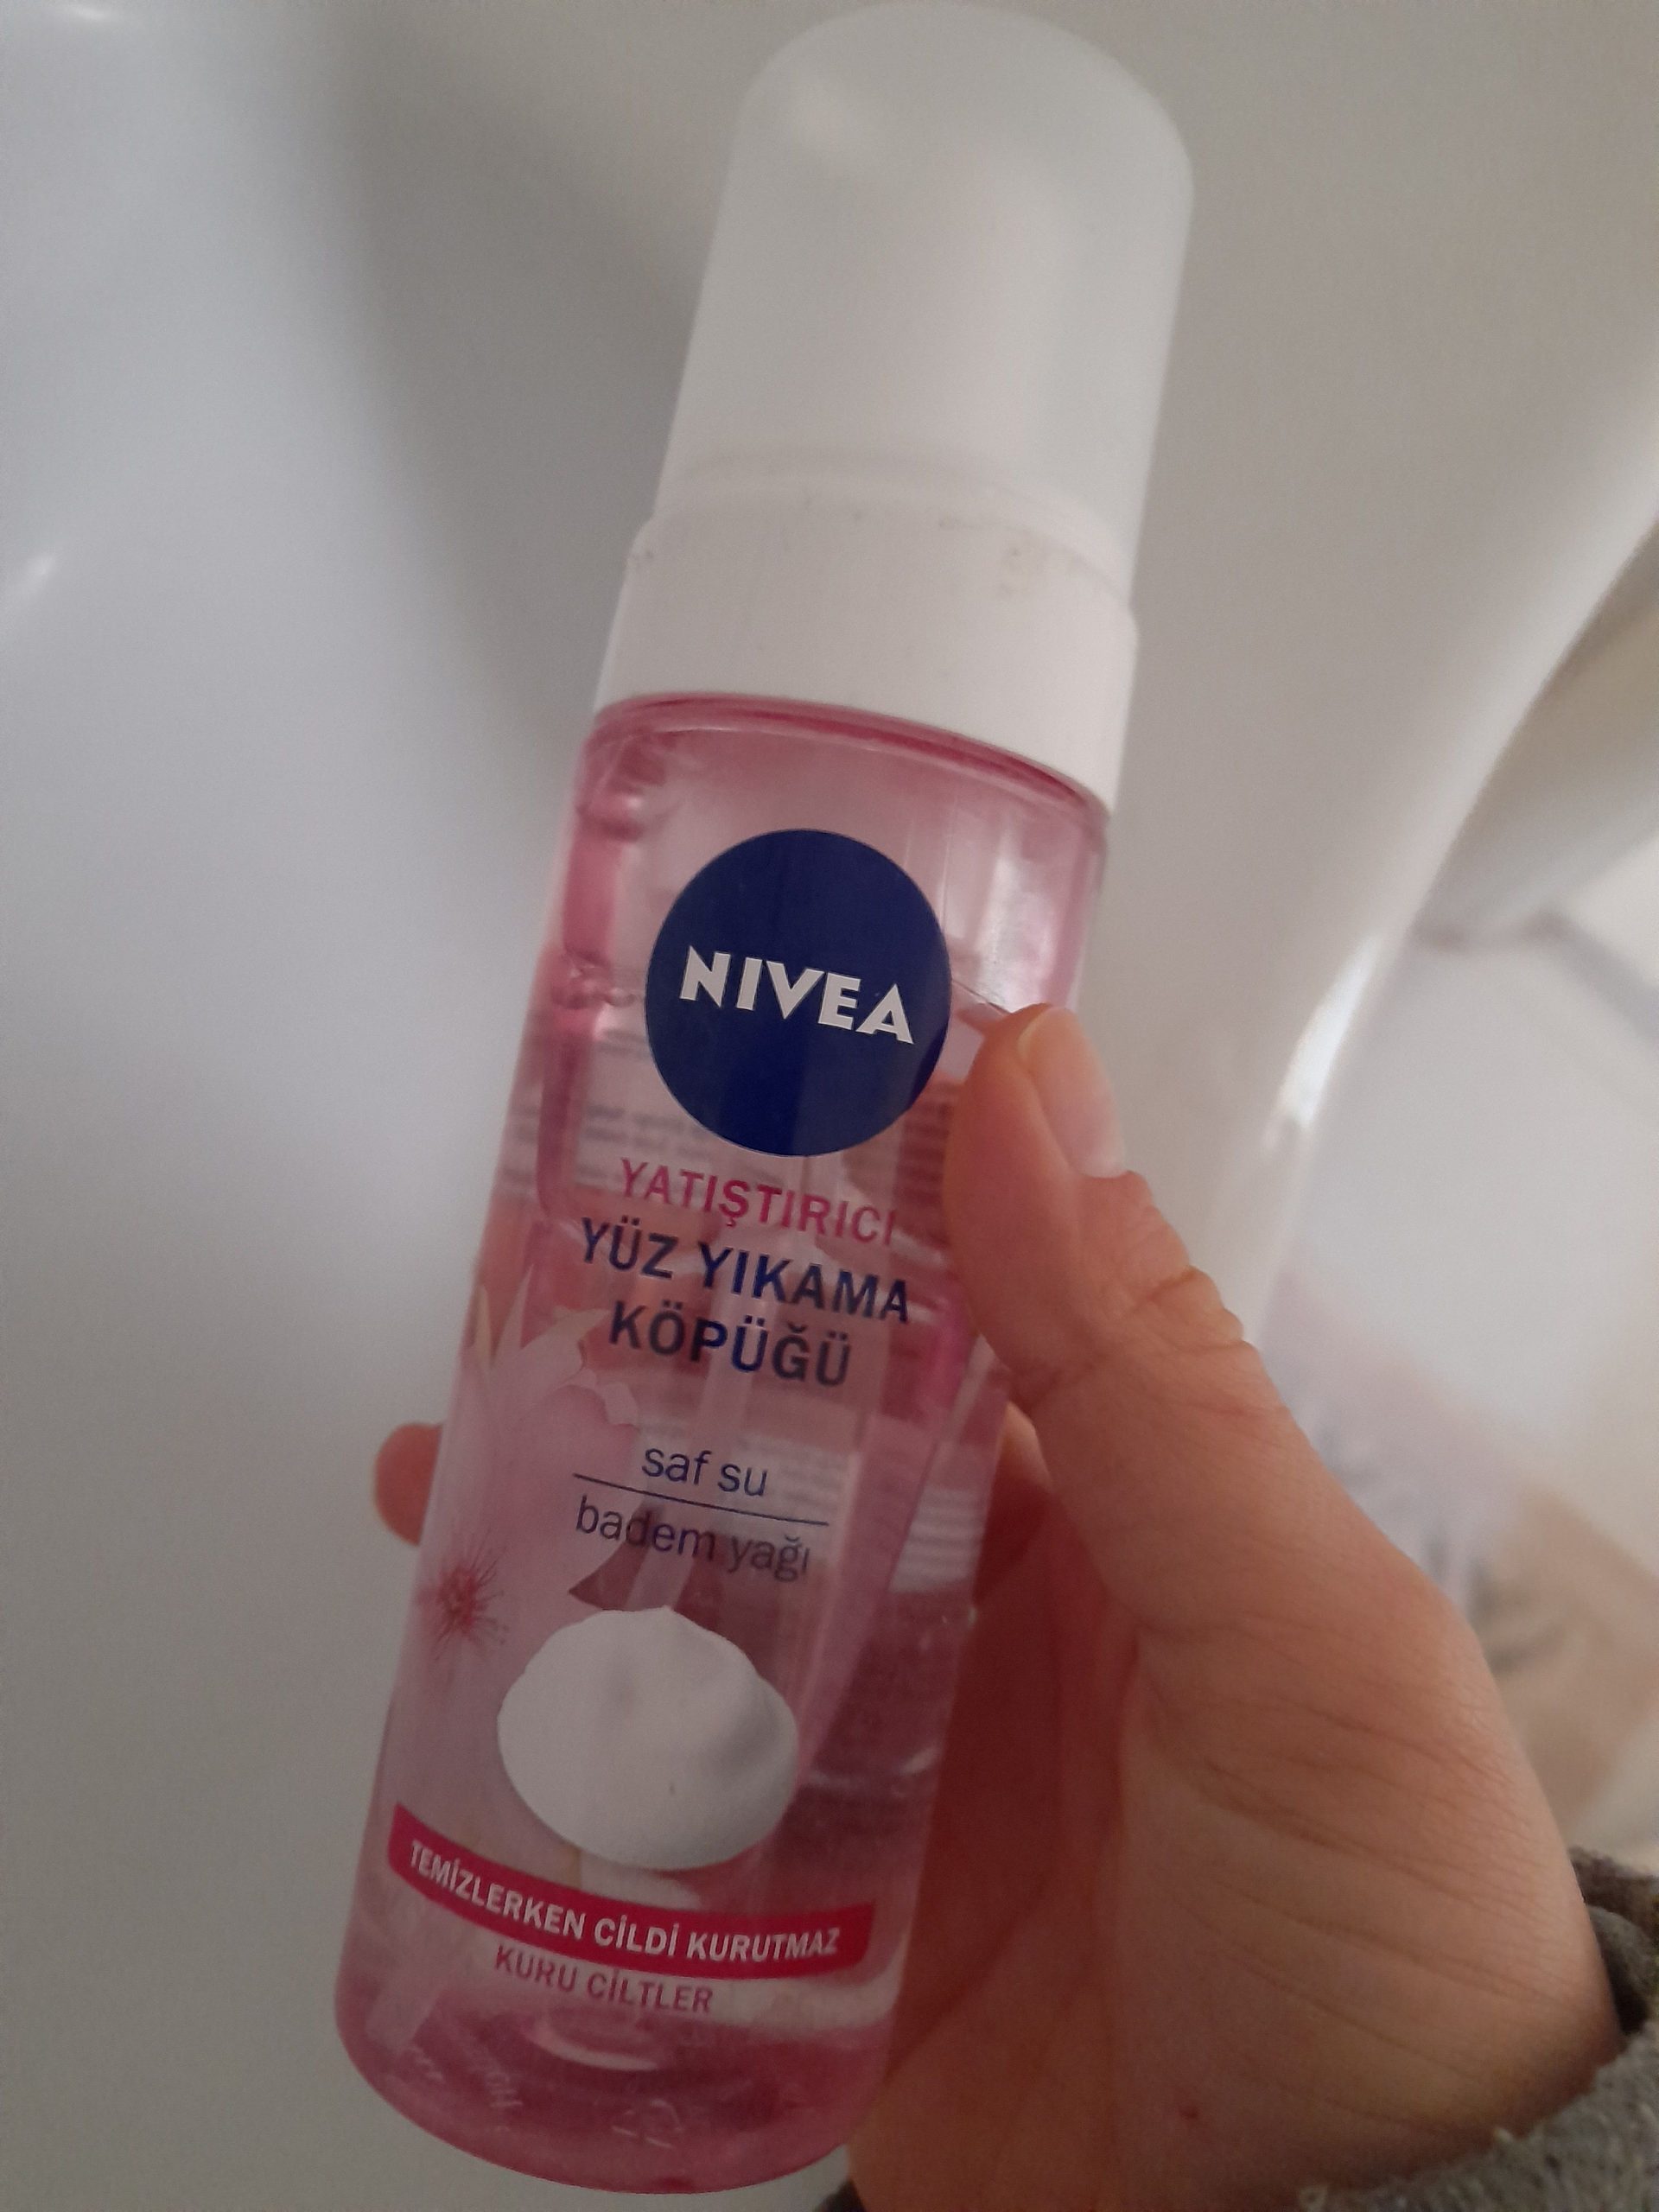 NIVEA
YATIŞTIRICI
YÜZ YIKAMA
KÖPÜĞÜ
saf su
badem yağı
TEMİZLERKEN CİLDİ KURUTMAZ
KURU CİLTLER